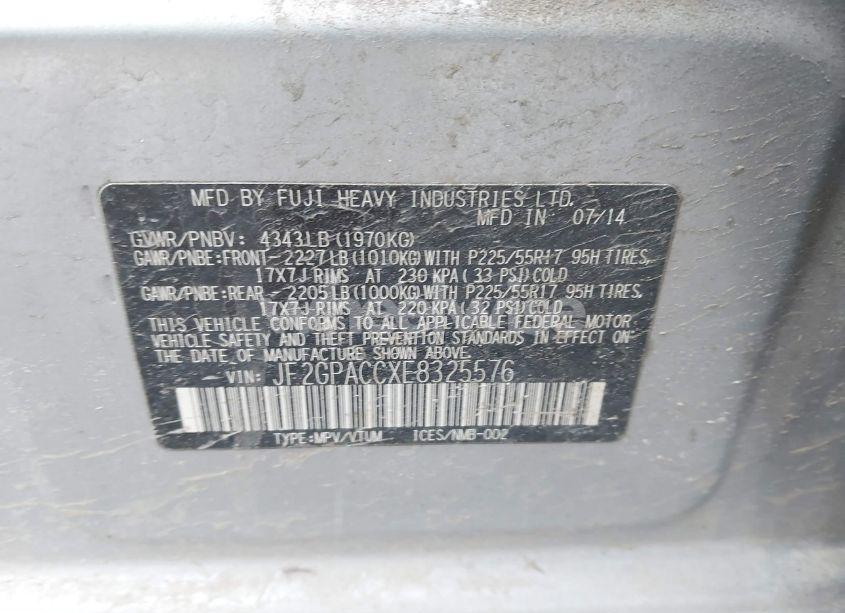 MFD BY FUJI HEAVY INDUSTRIES LTD.
MFD IN 07/14
GVWR/PNBV: 4343LB(1970KG)
GAWR/PNBE:FRONT-2227LB(1010KG)WITH P225/55R17 95H TIRES,
17X7J RIMS AT 230 KPA(33 PSI)COLD
GAWR/PNBE:REAR -2205LB(1000KG)WITH P225/55R17 95H TIRES,
17X7J RIMS AT 220 KPA(32 PSI)COLD
THIS VEHICLE CONFORMS TO ALL APPLICABLE FEDERAL MOTOR
VEHICLE SAFETY AND THEFT PREVENTION STANDARDS IN EFFECT ON
THE DATE OF MANUFACTURE SHOWN ABOVE.
VIN: JF2GPACCXE8325576
TYPE:MPV/VTUM ICES/NMB-002